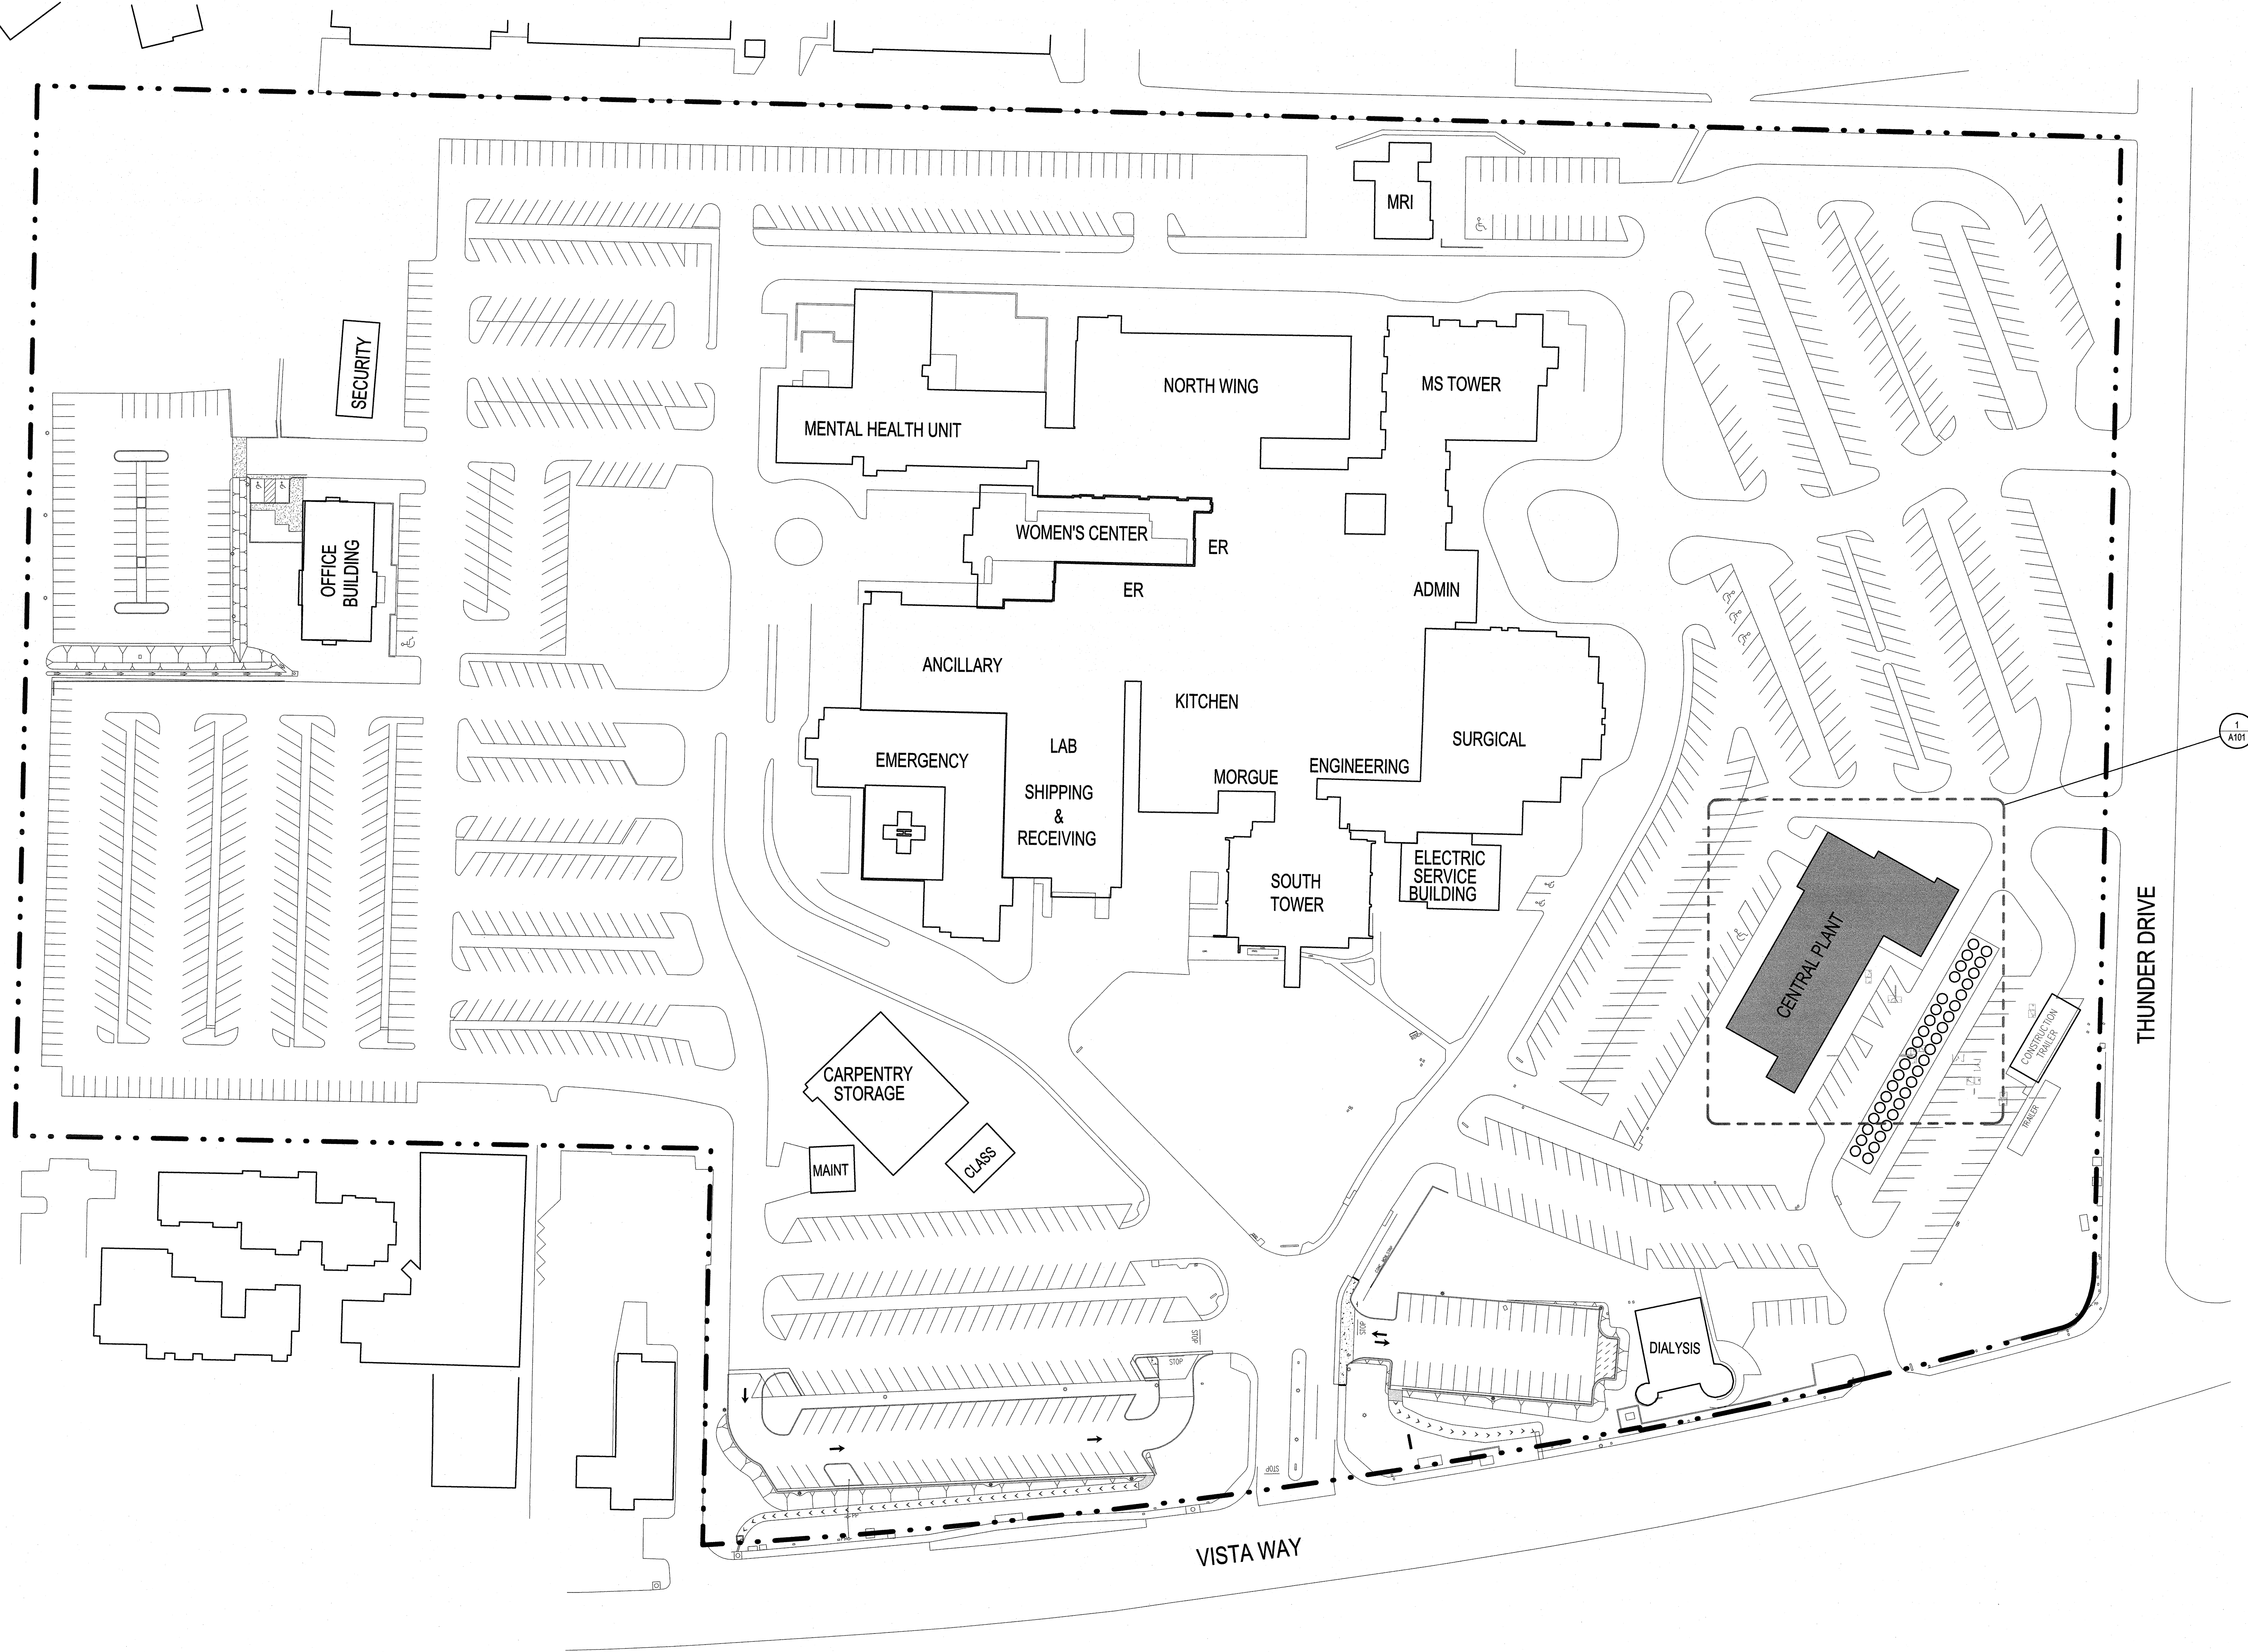 MRI
SECURITY
NORTH WING
MS TOWER
MENTAL HEALTH UNIT
WOMEN'S CENTER
ER
ER
ADMIN
OFFICE
BUILDING
ANCILLARY
KITCHEN
SURGICAL
1
A101
LAB
EMERGENCY
ENGINEERING
MORGUE
SHIPPING
&
RECEIVING
H
ELECTRIC
SERVICE
BUILDING
SOUTH
TOWER
CENTRAL PLANT
THUNDER DRIVE
CONSTRUCTION
TRAILER
TRAILER
CARPENTRY
STORAGE
CLASS
MAINT
STOP
STOP
STOP
DIALYSIS
STOP
VISTA WAY